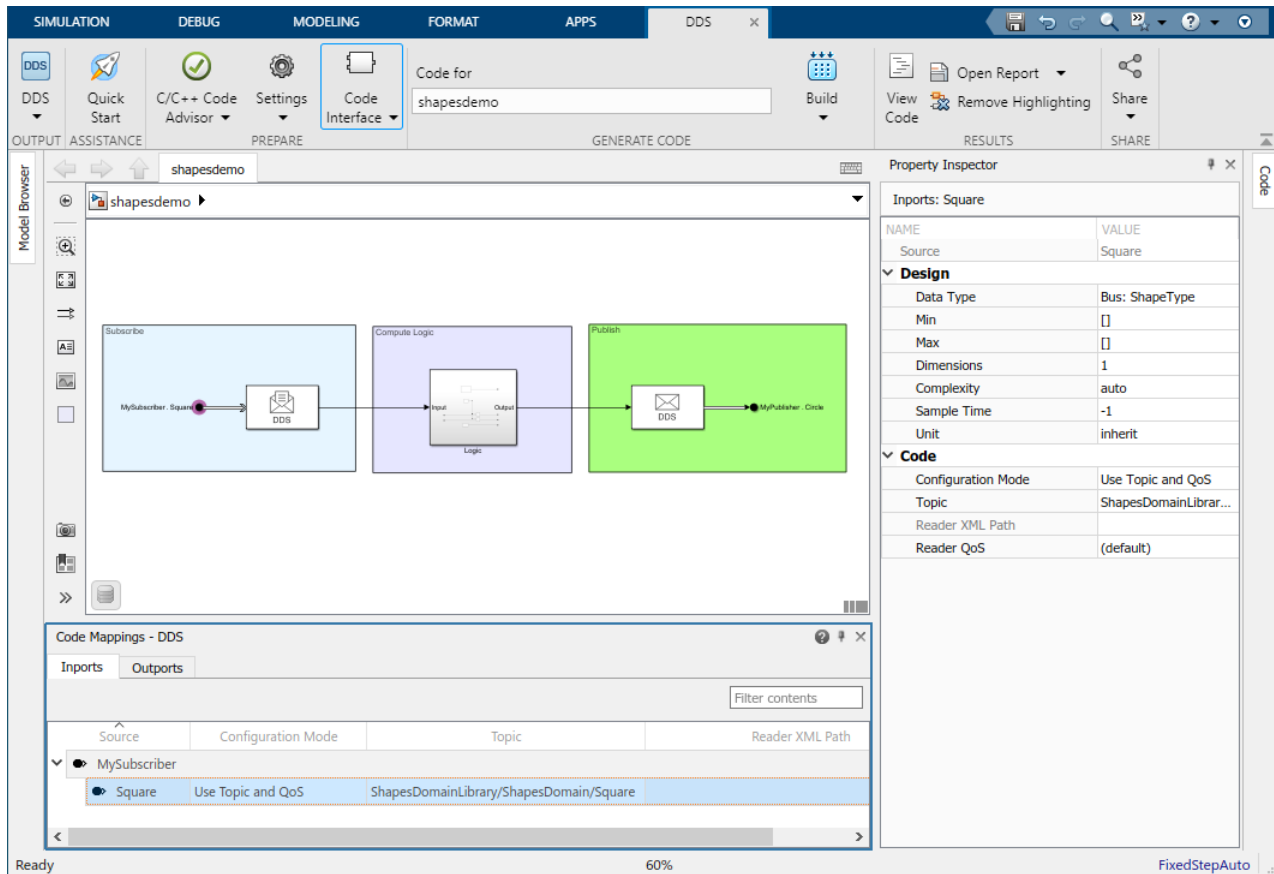 SIMULATION DEBUG MODELING FORMAT APPS DDS
DDS Quick Start C/C++ Code Advisor Settings Code Interface
Code for
shapesdemo
Build
View Code
Open Report
Remove Highlighting
Share
OUTPUT ASSISTANCE PREPARE GENERATE CODE RESULTS SHARE
Model Browser
shapesdemo
shapesdemo
Subscribe
MySubscriber . Square
DDS
Compute Logic
Input
Output
Logic
Publish
DDS
MyPublisher . Circle
Code Mappings - DDS
Inports Outports
Filter contents
Source Configuration Mode Topic Reader XML Path
MySubscriber
Square Use Topic and QoS ShapesDomainLibrary/ShapesDomain/Square
Property Inspector
Inports: Square
NAME VALUE
Source Square
Design
Data Type Bus: ShapeType
Min []
Max []
Dimensions 1
Complexity auto
Sample Time -1
Unit inherit
Code
Configuration Mode Use Topic and QoS
Topic ShapesDomainLibrar...
Reader XML Path
Reader QoS (default)
Code
Ready 60% FixedStepAuto